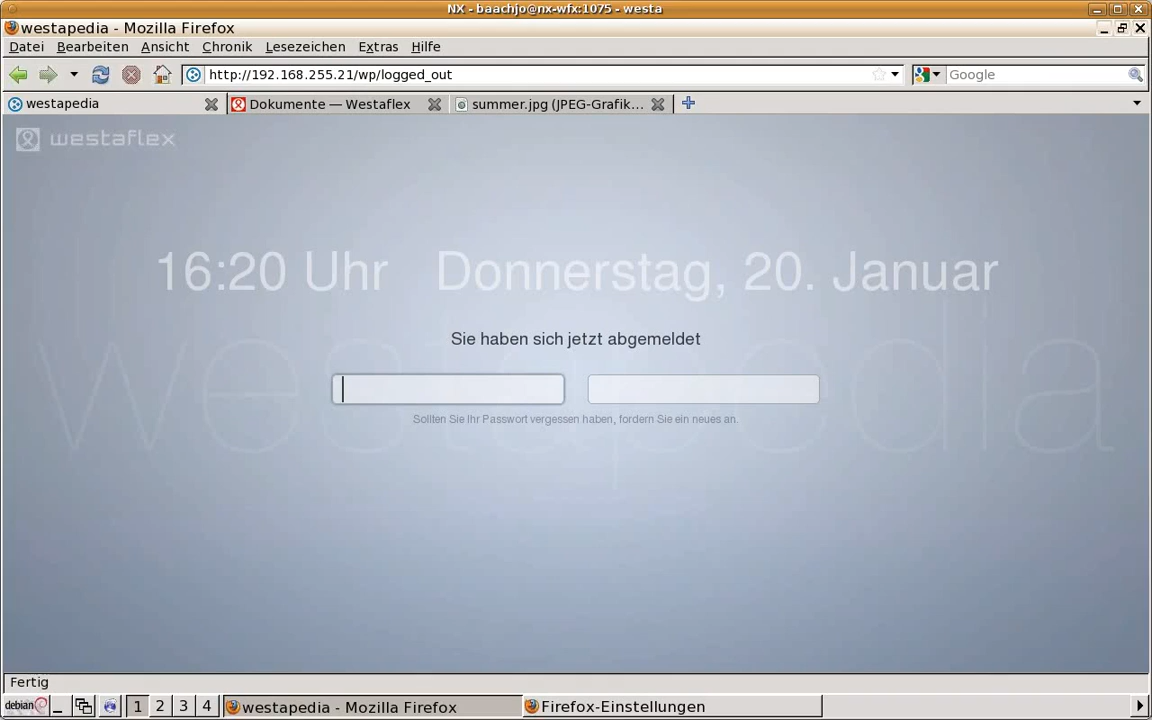 NX - baachjo@nx-wfx:1075 - westa
westapedia - Mozilla Firefox
Datei Bearbeiten Ansicht Chronik Lesezeichen Extras Hilfe
http://192.168.255.21/wp/logged_out Google
westapedia Dokumente — Westaflex summer.jpg (JPEG-Grafik...
westaflex
16:20 Uhr Donnerstag, 20. Januar
Sie haben sich jetzt abgemeldet
westapedia
Sollten Sie Ihr Passwort vergessen haben, fordern Sie ein neues an.
Fertig
debian 1 2 3 4 westapedia - Mozilla Firefox Firefox-Einstellungen